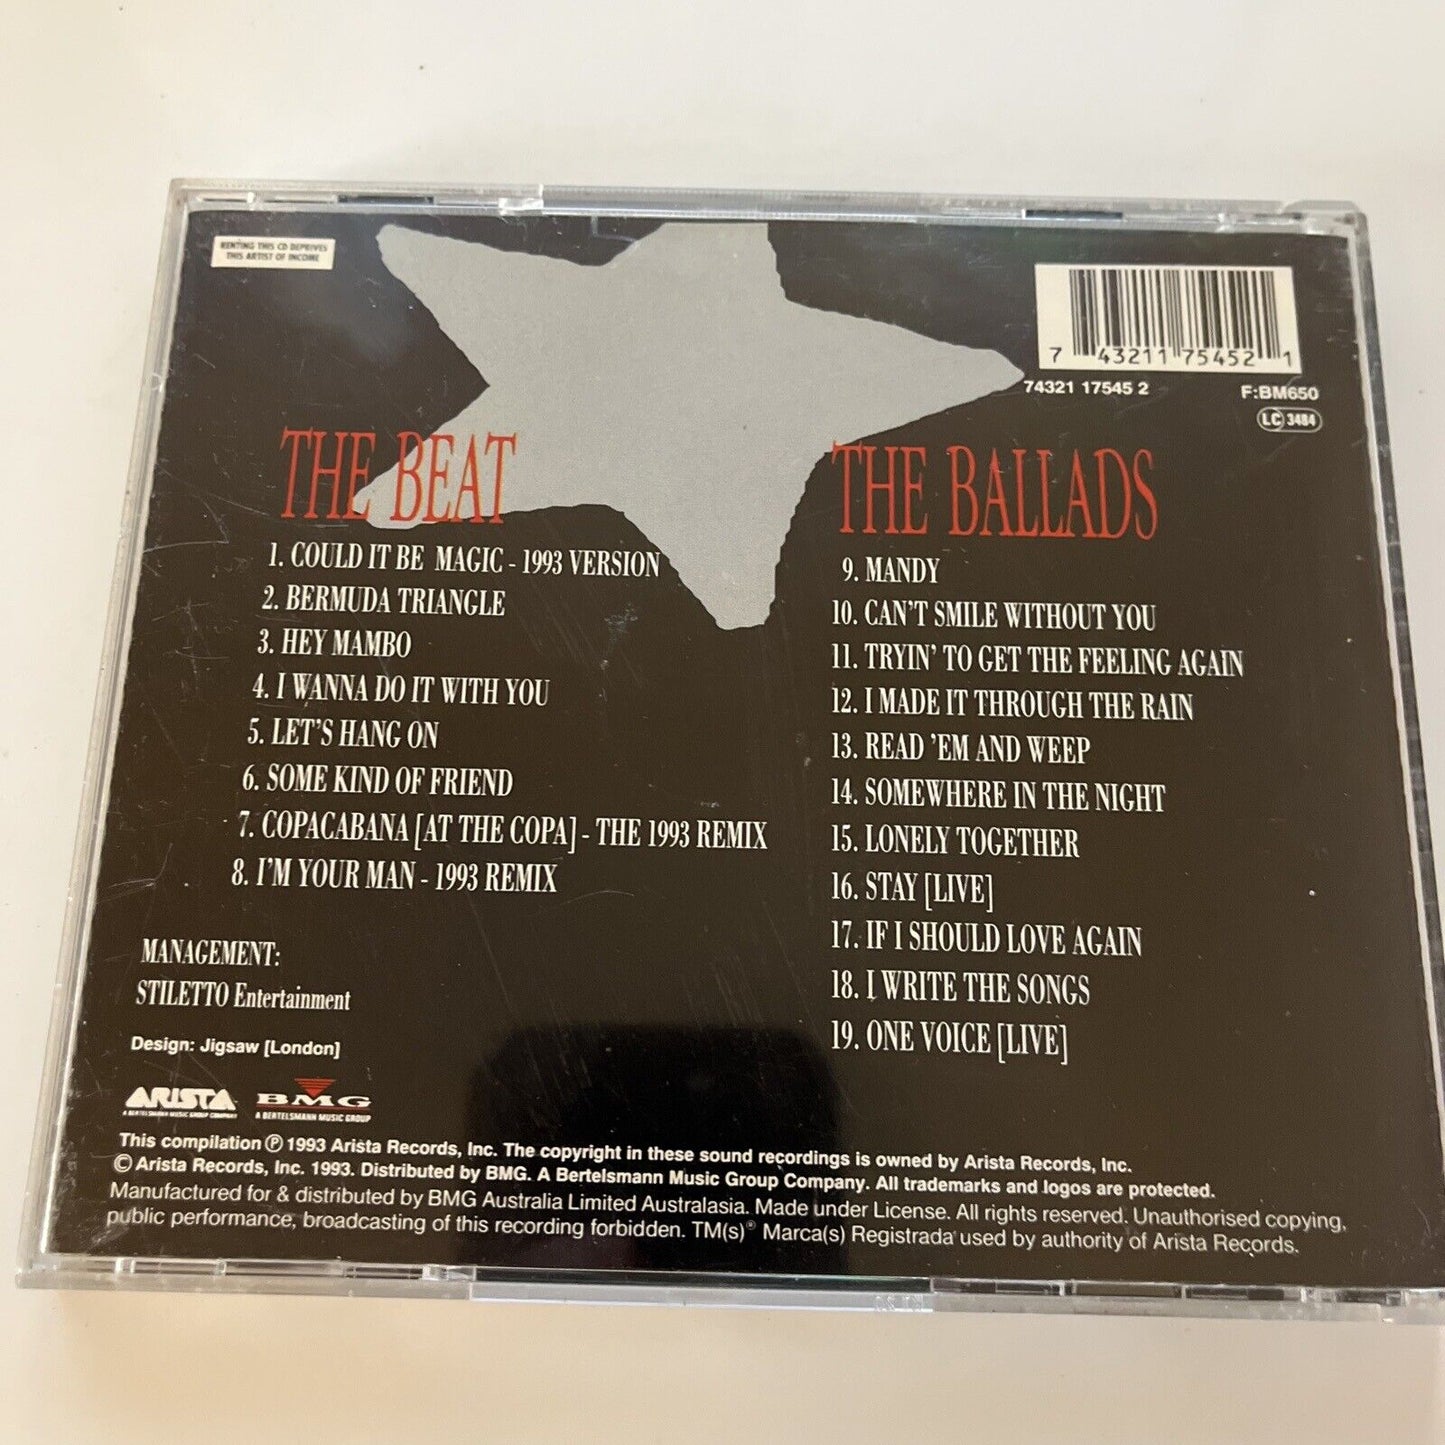 RENTING THIS CD DEPRIVES
THIS ARTIST OF INCOME
7 43211 75452 1
74321 17545 2
F:BM650
LC 3484
THE BEAT
1. COULD IT BE MAGIC - 1993 VERSION
2. BERMUDA TRIANGLE
3. HEY MAMBO
4. I WANNA DO IT WITH YOU
5. LET'S HANG ON
6. SOME KIND OF FRIEND
7. COPACABANA [AT THE COPA] - THE 1993 REMIX
8. I'M YOUR MAN - 1993 REMIX
THE BALLADS
9. MANDY
10. CAN'T SMILE WITHOUT YOU
11. TRYIN' TO GET THE FEELING AGAIN
12. I MADE IT THROUGH THE RAIN
13. READ 'EM AND WEEP
14. SOMEWHERE IN THE NIGHT
15. LONELY TOGETHER
16. STAY [LIVE]
17. IF I SHOULD LOVE AGAIN
18. I WRITE THE SONGS
19. ONE VOICE [LIVE]
MANAGEMENT:
STILETTO Entertainment
Design: Jigsaw [London]
ARISTA
A BERTELSMANN MUSIC GROUP COMPANY
BMG
A BERTELSMANN MUSIC GROUP
This compilation ℗ 1993 Arista Records, Inc. The copyright in these sound recordings is owned by Arista Records, Inc.
© Arista Records, Inc. 1993. Distributed by BMG. A Bertelsmann Music Group Company. All trademarks and logos are protected.
Manufactured for & distributed by BMG Australia Limited Australasia. Made under License. All rights reserved. Unauthorised copying,
public performance, broadcasting of this recording forbidden. TM(s)® Marca(s) Registrada used by authority of Arista Records.